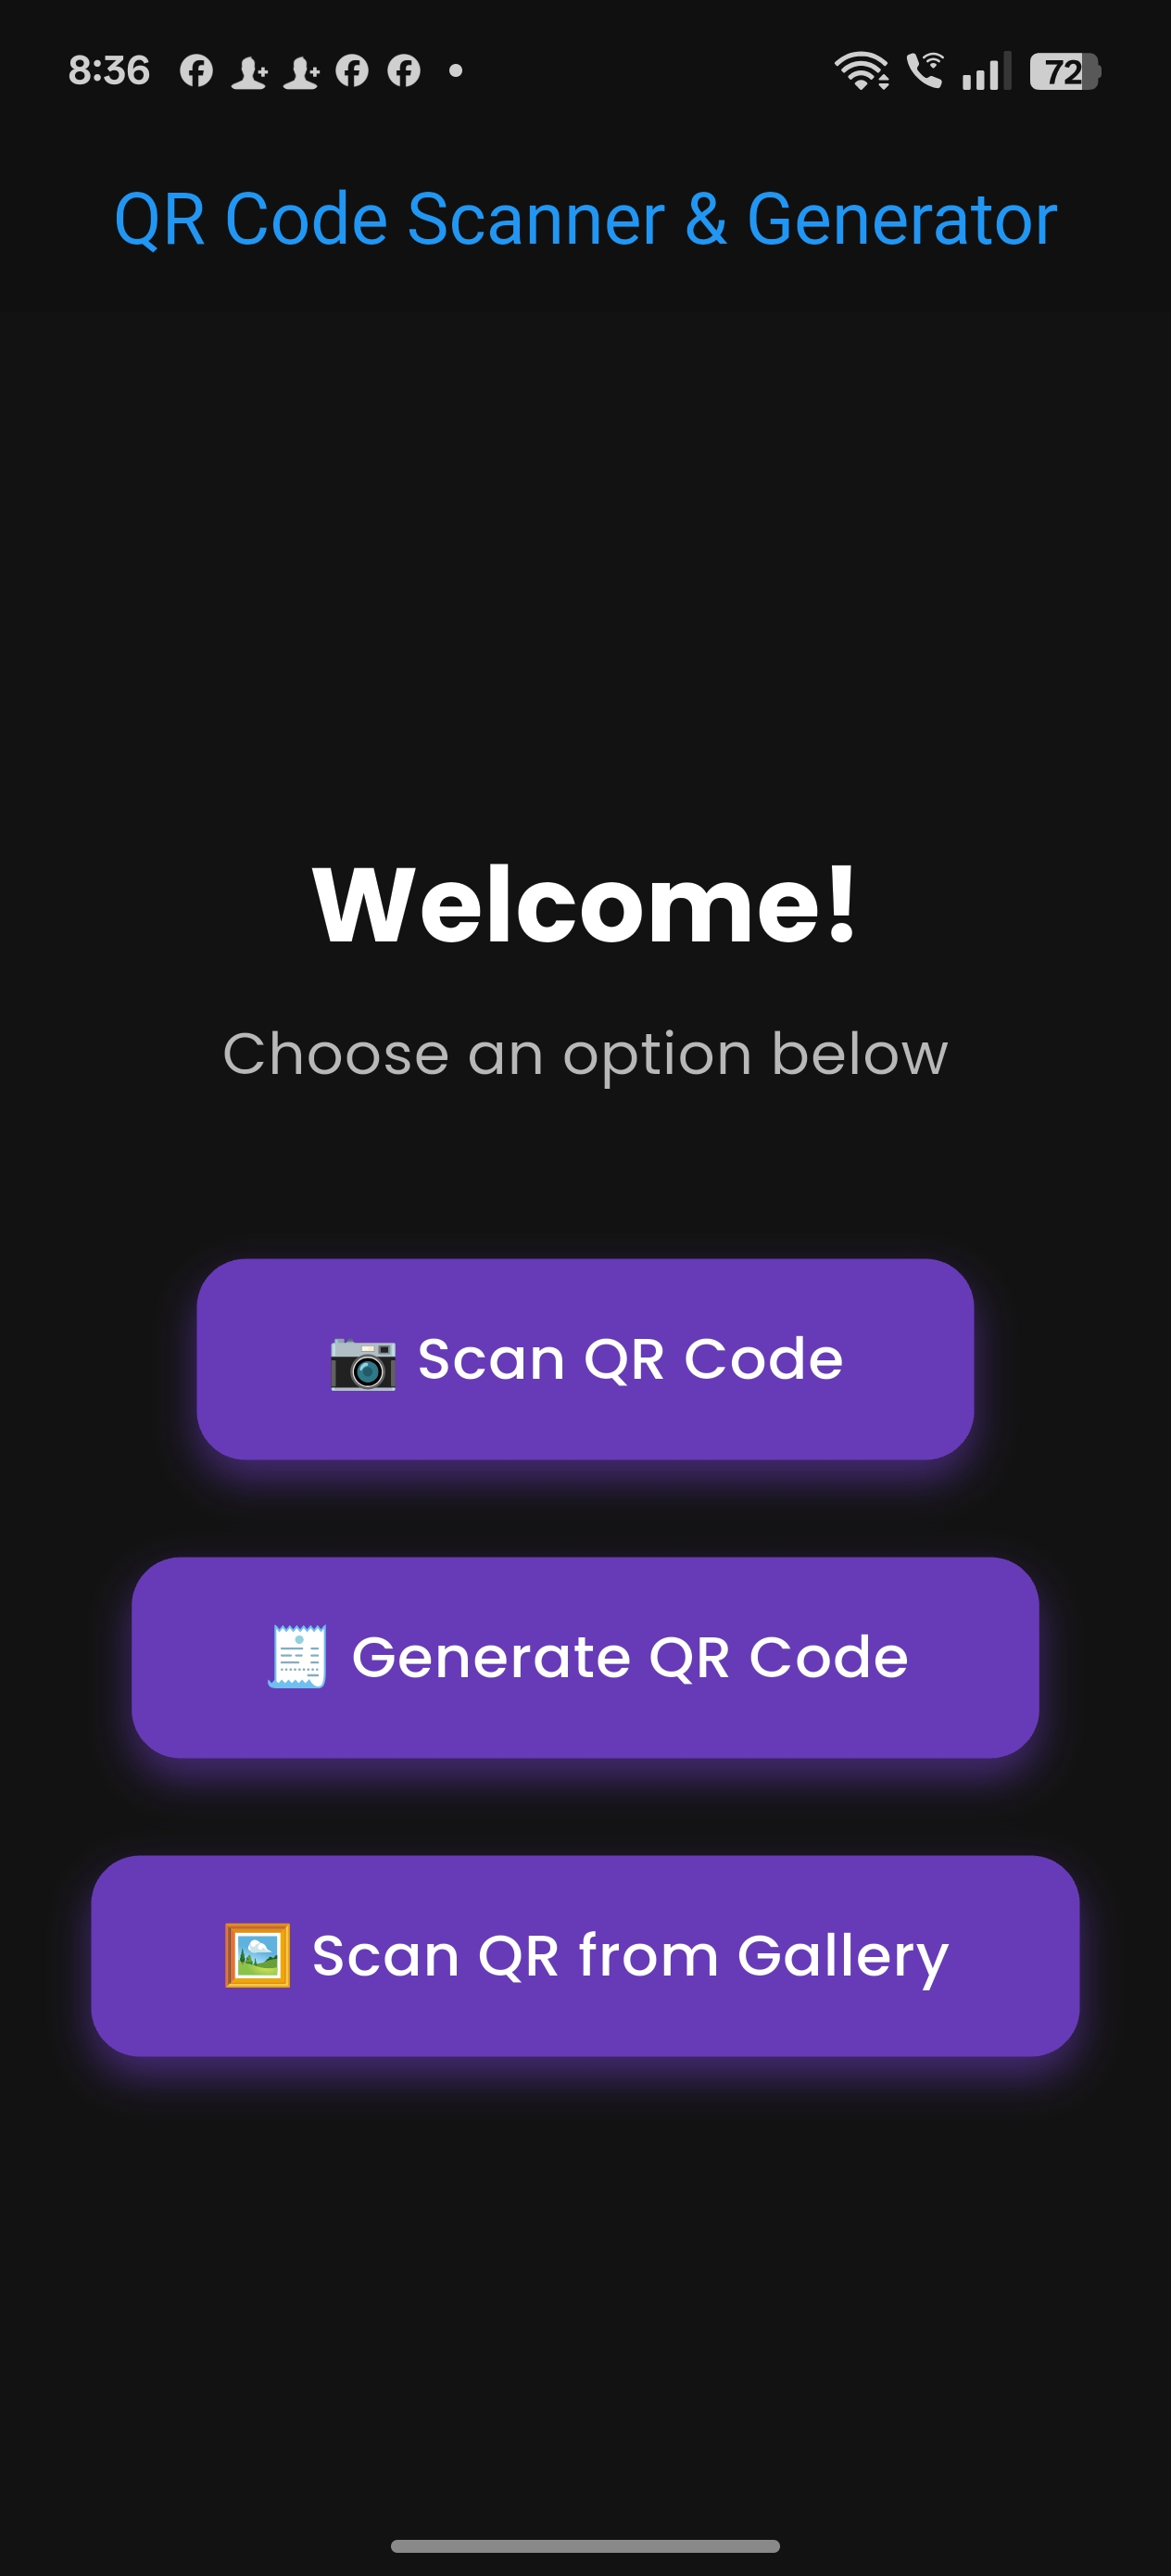 8:36
72
QR Code Scanner & Generator
Welcome!
Choose an option below
📷 Scan QR Code
🧾 Generate QR Code
🖼️ Scan QR from Gallery